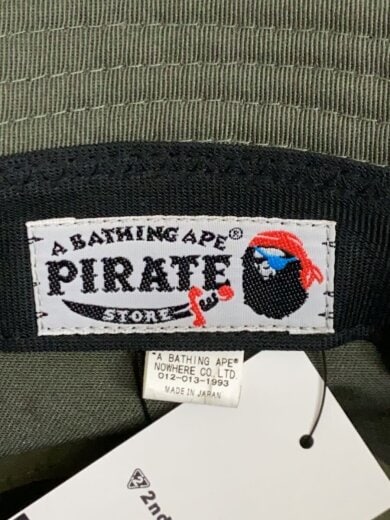 A BATHING APE®
PIRATE
STORE
"A BATHING APE®
NOWHERE CO. LTD.
012-013-1993
MADE IN JAPAN
2nd